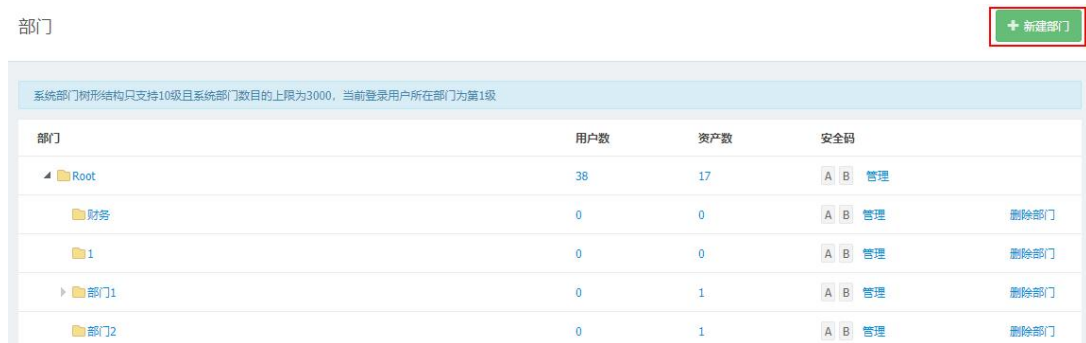 部门
+ 新建部门
系统部门树形结构只支持10级且系统部门数目的上限为3000，当前登录用户所在部门为第1级
部门 用户数 资产数 安全码
Root 38 17 A B 管理
财务 0 0 A B 管理 删除部门
1 0 0 A B 管理 删除部门
部门1 0 1 A B 管理 删除部门
部门2 0 1 A B 管理 删除部门